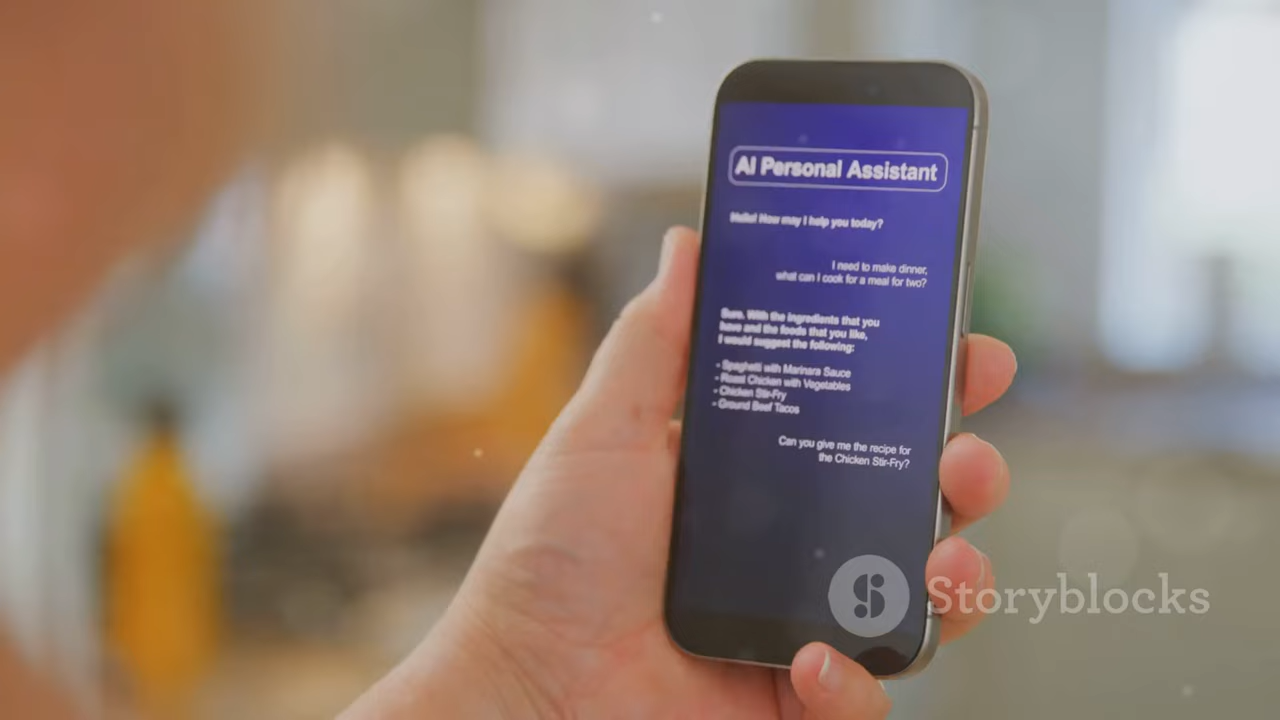 AI Personal Assistant
Hello! How may I help you today?
I need to make dinner,
what can I cook for a meal for two?
Sure. With the ingredients that you
have and the foods that you like,
I would suggest the following:
- Spaghetti with Marinara Sauce
- Roast Chicken with Vegetables
- Chicken Stir-Fry
- Ground Beef Tacos
Can you give me the recipe for
the Chicken Stir-Fry?
Storyblocks